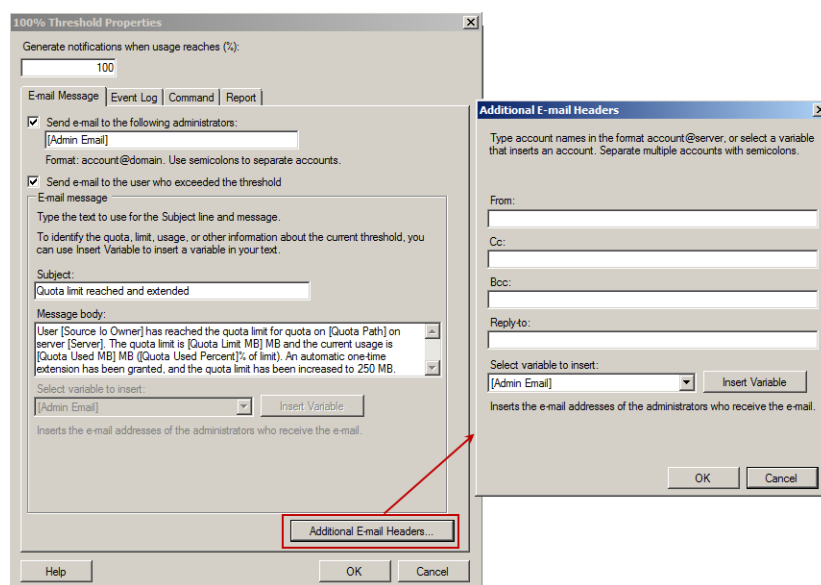 100% Threshold Properties
Generate notifications when usage reaches (%):
100
E-mail Message
Event Log
Command
Report
Send e-mail to the following administrators:
[Admin Email]
Format: account@domain. Use semicolons to separate accounts.
Send e-mail to the user who exceeded the threshold
E-mail message
Type the text to use for the Subject line and message.
To identify the quota, limit, usage, or other information about the current threshold, you
can use Insert Variable to insert a variable in your text.
Subject:
Quota limit reached and extended
Message body:
User [Source Io Owner] has reached the quota limit for quota on [Quota Path] on
server [Server]. The quota limit is [Quota Limit MB] MB and the current usage is
[Quota Used MB] MB ([Quota Used Percent]% of limit). An automatic one-time
extension has been granted, and the quota limit has been increased to 250 MB.
Select variable to insert:
[Admin Email]
Insert Variable
Inserts the e-mail addresses of the administrators who receive the e-mail.
Additional E-mail Headers...
Help
OK
Cancel
Additional E-mail Headers
Type account names in the format account@server, or select a variable
that inserts an account. Separate multiple accounts with semicolons.
From:
Cc:
Bcc:
Reply-to:
Select variable to insert:
[Admin Email]
Insert Variable
Inserts the e-mail addresses of the administrators who receive the e-mail.
OK
Cancel